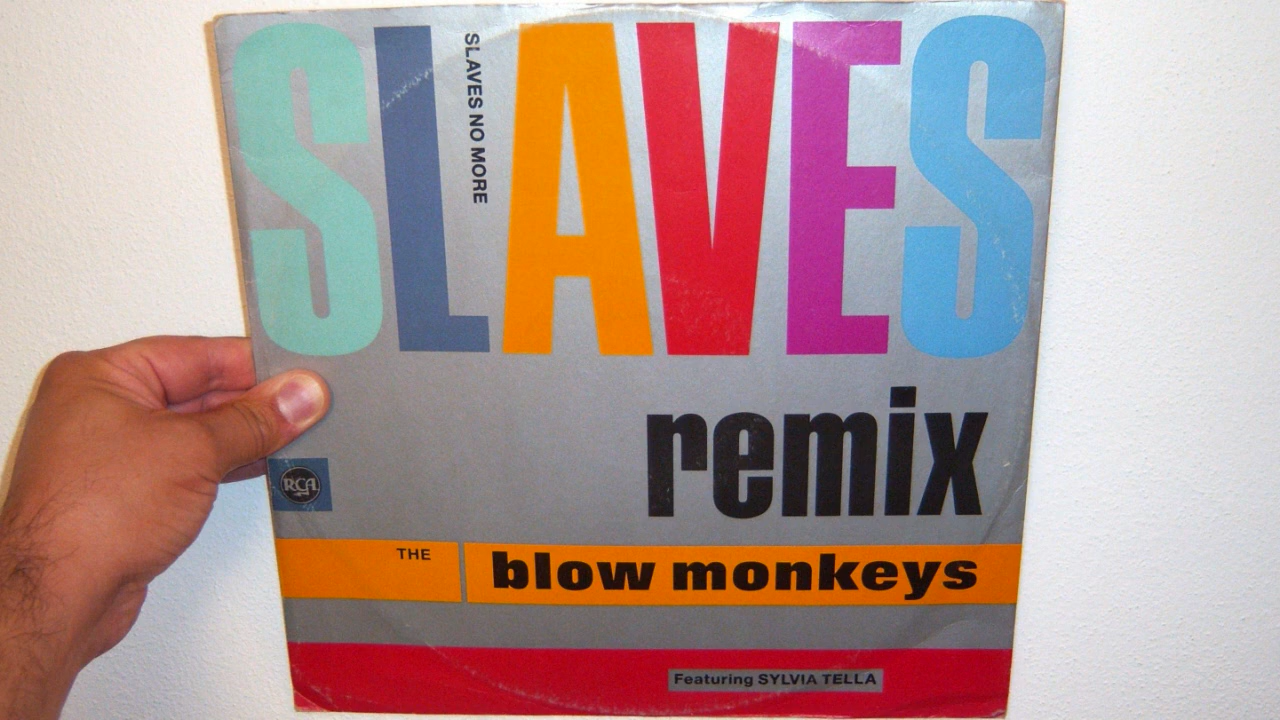 SLAVES
SLAVES NO MORE
remix
RCA
THE blow monkeys
Featuring SYLVIA TELLA